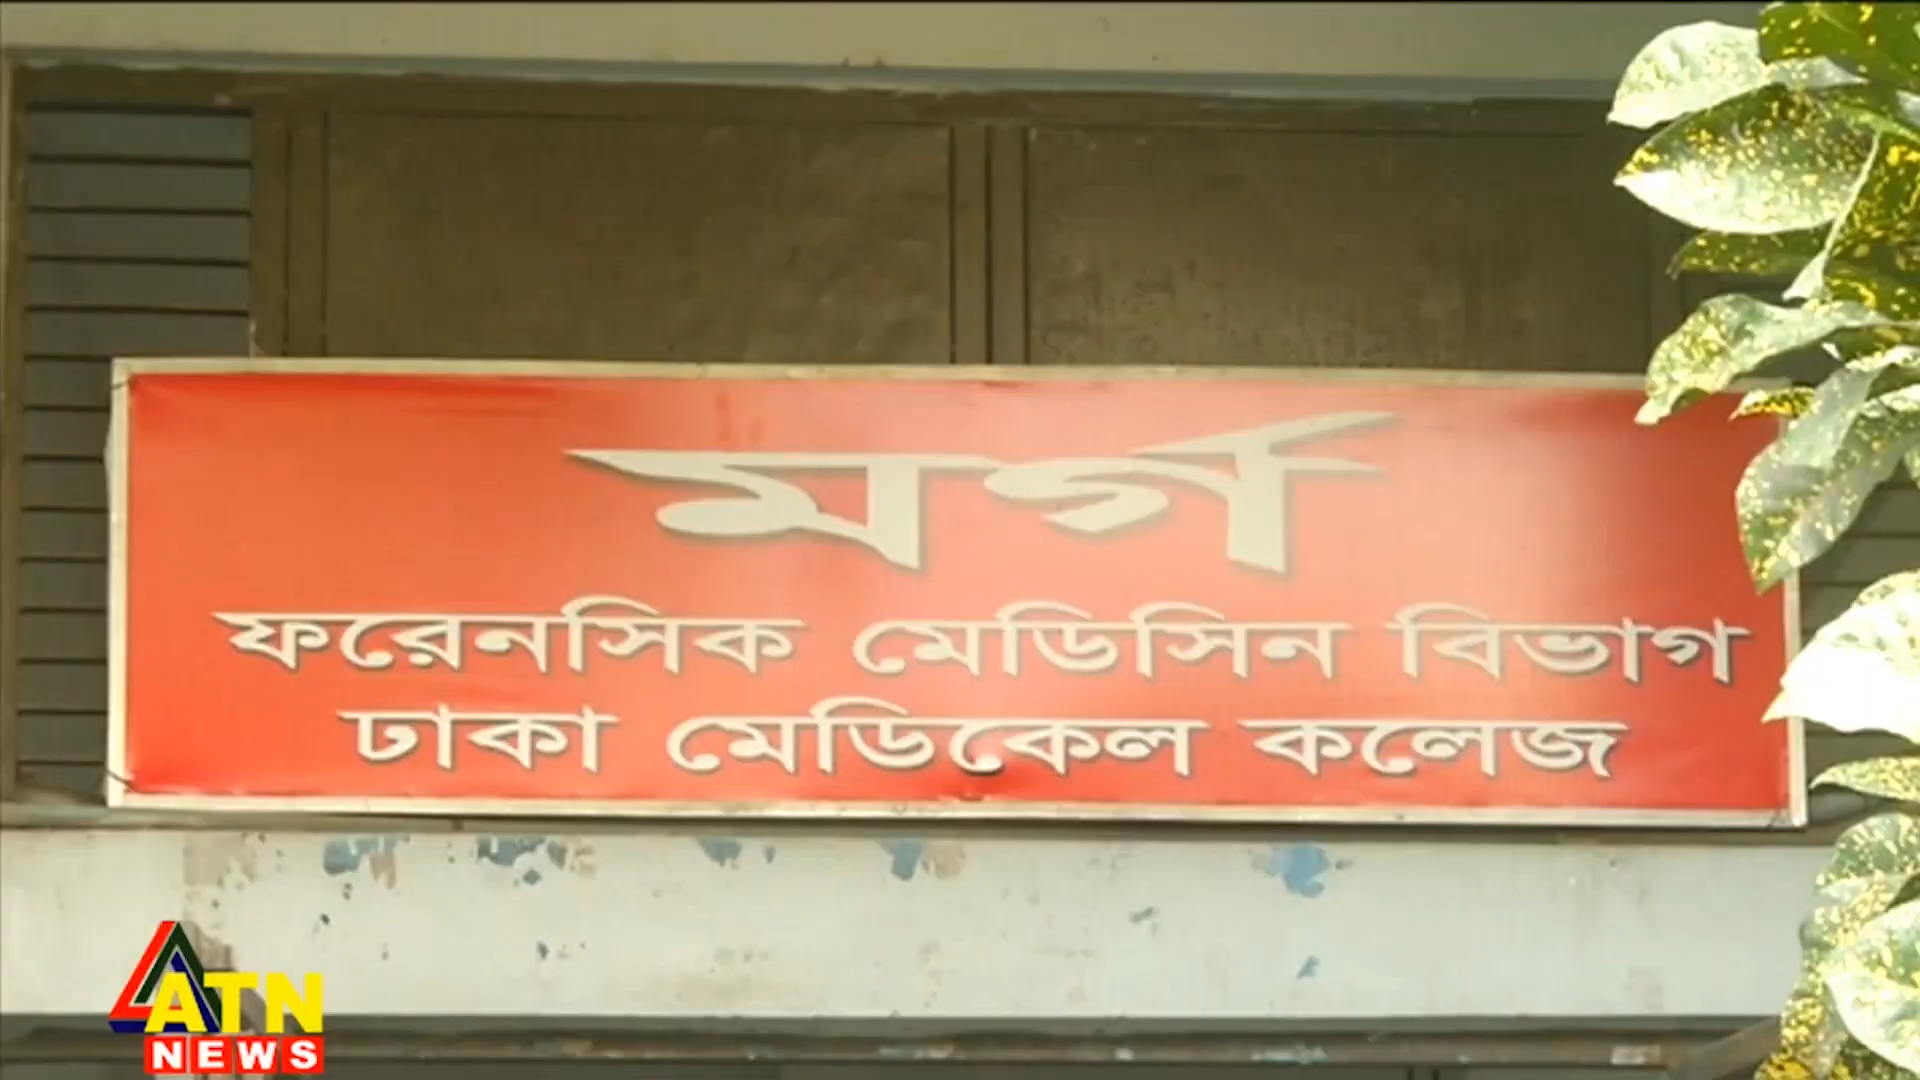 মর্গ
ফরেনসিক মেডিসিন বিভাগ
ঢাকা মেডিকেল কলেজ
ATN
NEWS